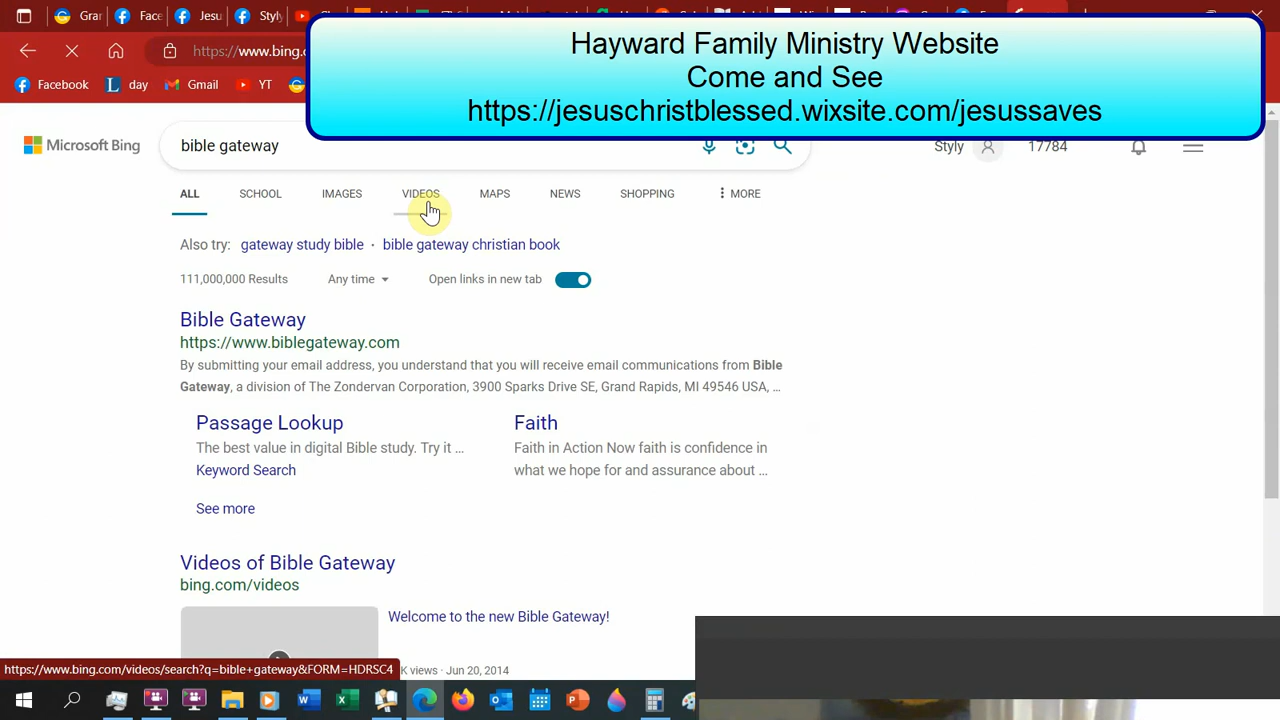 Grar
Face
Jesu
Styly
Hayward Family Ministry Website
Come and See
https://jesuschristblessed.wixsite.com/jesussaves
https://www.bing.c
Facebook
day
Gmail
YT
Microsoft Bing
bible gateway
Styly
17784
ALL SCHOOL IMAGES VIDEOS MAPS NEWS SHOPPING MORE
Also try: gateway study bible · bible gateway christian book
111,000,000 Results Any time Open links in new tab
Bible Gateway
https://www.biblegateway.com
By submitting your email address, you understand that you will receive email communications from Bible
Gateway, a division of The Zondervan Corporation, 3900 Sparks Drive SE, Grand Rapids, MI 49546 USA, ...
Passage Lookup
The best value in digital Bible study. Try it ...
Keyword Search
Faith
Faith in Action Now faith is confidence in
what we hope for and assurance about ...
See more
Videos of Bible Gateway
bing.com/videos
Welcome to the new Bible Gateway!
K views · Jun 20, 2014
https://www.bing.com/videos/search?q=bible+gateway&FORM=HDRSC4